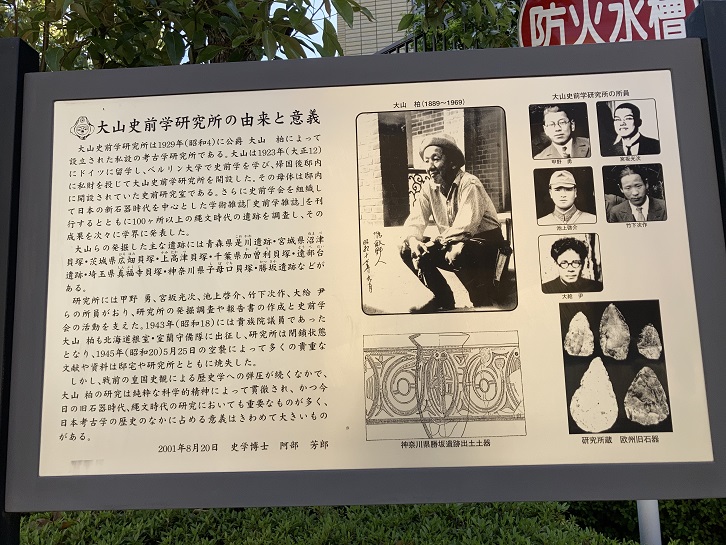 防火水槽
大山史前学研究所の由来と意義
大山史前学研究所は1929年(昭和4)に公爵 大山 柏によって
設立された私設の考古学研究所である。大山は1923年(大正12)
にドイツに留学し、ベルリン大学で史前学を学び、帰国後邸内
に私財を投じて大山史前学研究所を開設した。その母体は邸内
に開設されていた史前研究室である。さらに史前学会を組織し
て日本の新石器時代を中心とした学術雑誌「史前学雑誌」を刊
行するとともに100ヶ所以上の縄文時代の遺跡を調査し、その
成果を次々に学界に発表した。
大山らの発掘した主な遺跡には青森県是川遺跡・宮城県沼津
貝塚・茨城県広畑貝塚・上高津貝塚・千葉県加曽利貝塚・遠部台
遺跡・埼玉県真福寺貝塚・神奈川県子母口貝塚・勝坂遺跡などが
ある。
研究所には甲野 勇、宮坂光次、池上啓介、竹下次作、大給 尹
らの所員がおり、研究所の発掘調査や報告書の作成と史前学
会の活動を支えた。1943年(昭和18)には貴族院議員であった
大山 柏も北海道根室・室蘭守備隊に出征し、研究所は閉鎖状態
となり、1945年(昭和20)5月25日の空襲によって多くの貴重な
文献や資料は邸宅や研究所とともに焼失した。
しかし、戦前の皇国史観による歴史学への弾圧が続くなかで、
大山 柏の研究は純粋な科学的精神によって貫徹され、かつ今
日の旧石器時代、縄文時代の研究においても重要なものが多く、
日本考古学の歴史のなかに占める意義はきわめて大きいもの
がある。
2001年8月20日 史学博士 阿部 芳郎
大山 柏(1889〜1969)
神奈川県勝坂遺跡出土土器
大山史前学研究所の所員
甲野 勇
宮坂光次
池上啓介
竹下次作
大給 尹
研究所蔵 欧州旧石器